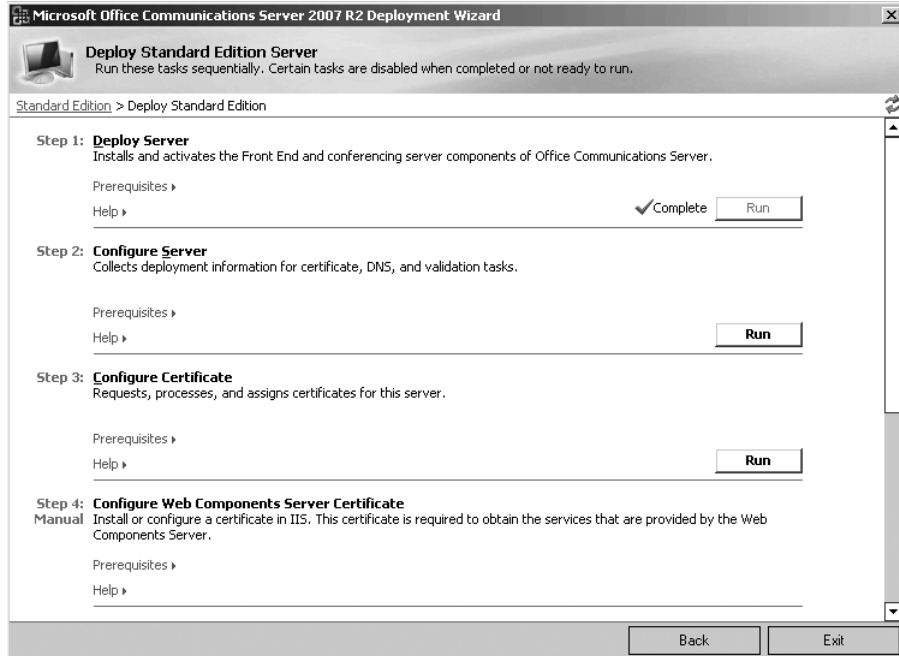 Microsoft Office Communications Server 2007 R2 Deployment Wizard
Deploy Standard Edition Server
Run these tasks sequentially. Certain tasks are disabled when completed or not ready to run.
Standard Edition > Deploy Standard Edition
Step 1: Deploy Server
Installs and activates the Front End and conferencing server components of Office Communications Server.
Prerequisites
Help
Complete Run
Step 2: Configure Server
Collects deployment information for certificate, DNS, and validation tasks.
Prerequisites
Help
Run
Step 3: Configure Certificate
Requests, processes, and assigns certificates for this server.
Prerequisites
Help
Run
Step 4: Configure Web Components Server Certificate
Manual Install or configure a certificate in IIS. This certificate is required to obtain the services that are provided by the Web
Components Server.
Prerequisites
Help
Back Exit